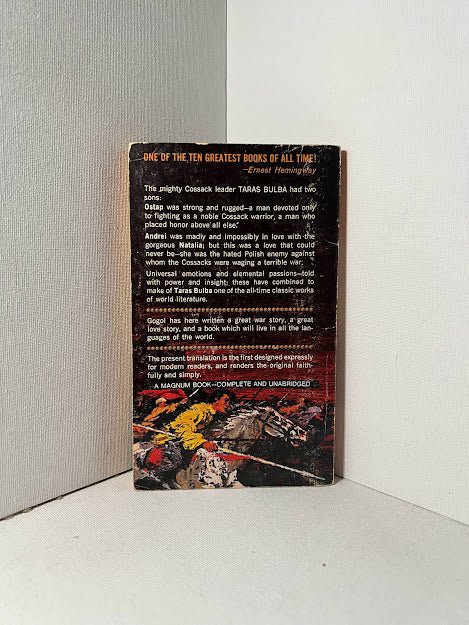 ONE OF THE TEN GREATEST BOOKS OF ALL TIME!
—Ernest Hemingway
The mighty Cossack leader TARAS BULBA had two
sons:
Ostap was strong and rugged—a man devoted only
to fighting as a noble Cossack warrior, a man who
placed honor above all else.
Andrei was madly and impossibly in love with the
gorgeous Natalia; but this was a love that could
never be—she was the hated Polish enemy against
whom the Cossacks were waging a terrible war.
Universal emotions and elemental passions—told
with power and insight; these have combined to
make of Taras Bulba one of the all-time classic works
of world literature.
Gogol has here written a great war story, a great
love story, and a book which will live in all the lan-
guages of the world.
The present translation is the first designed expressly
for modern readers, and renders the original faith-
fully and simply.
A MAGNUM BOOK—COMPLETE AND UNABRIDGED